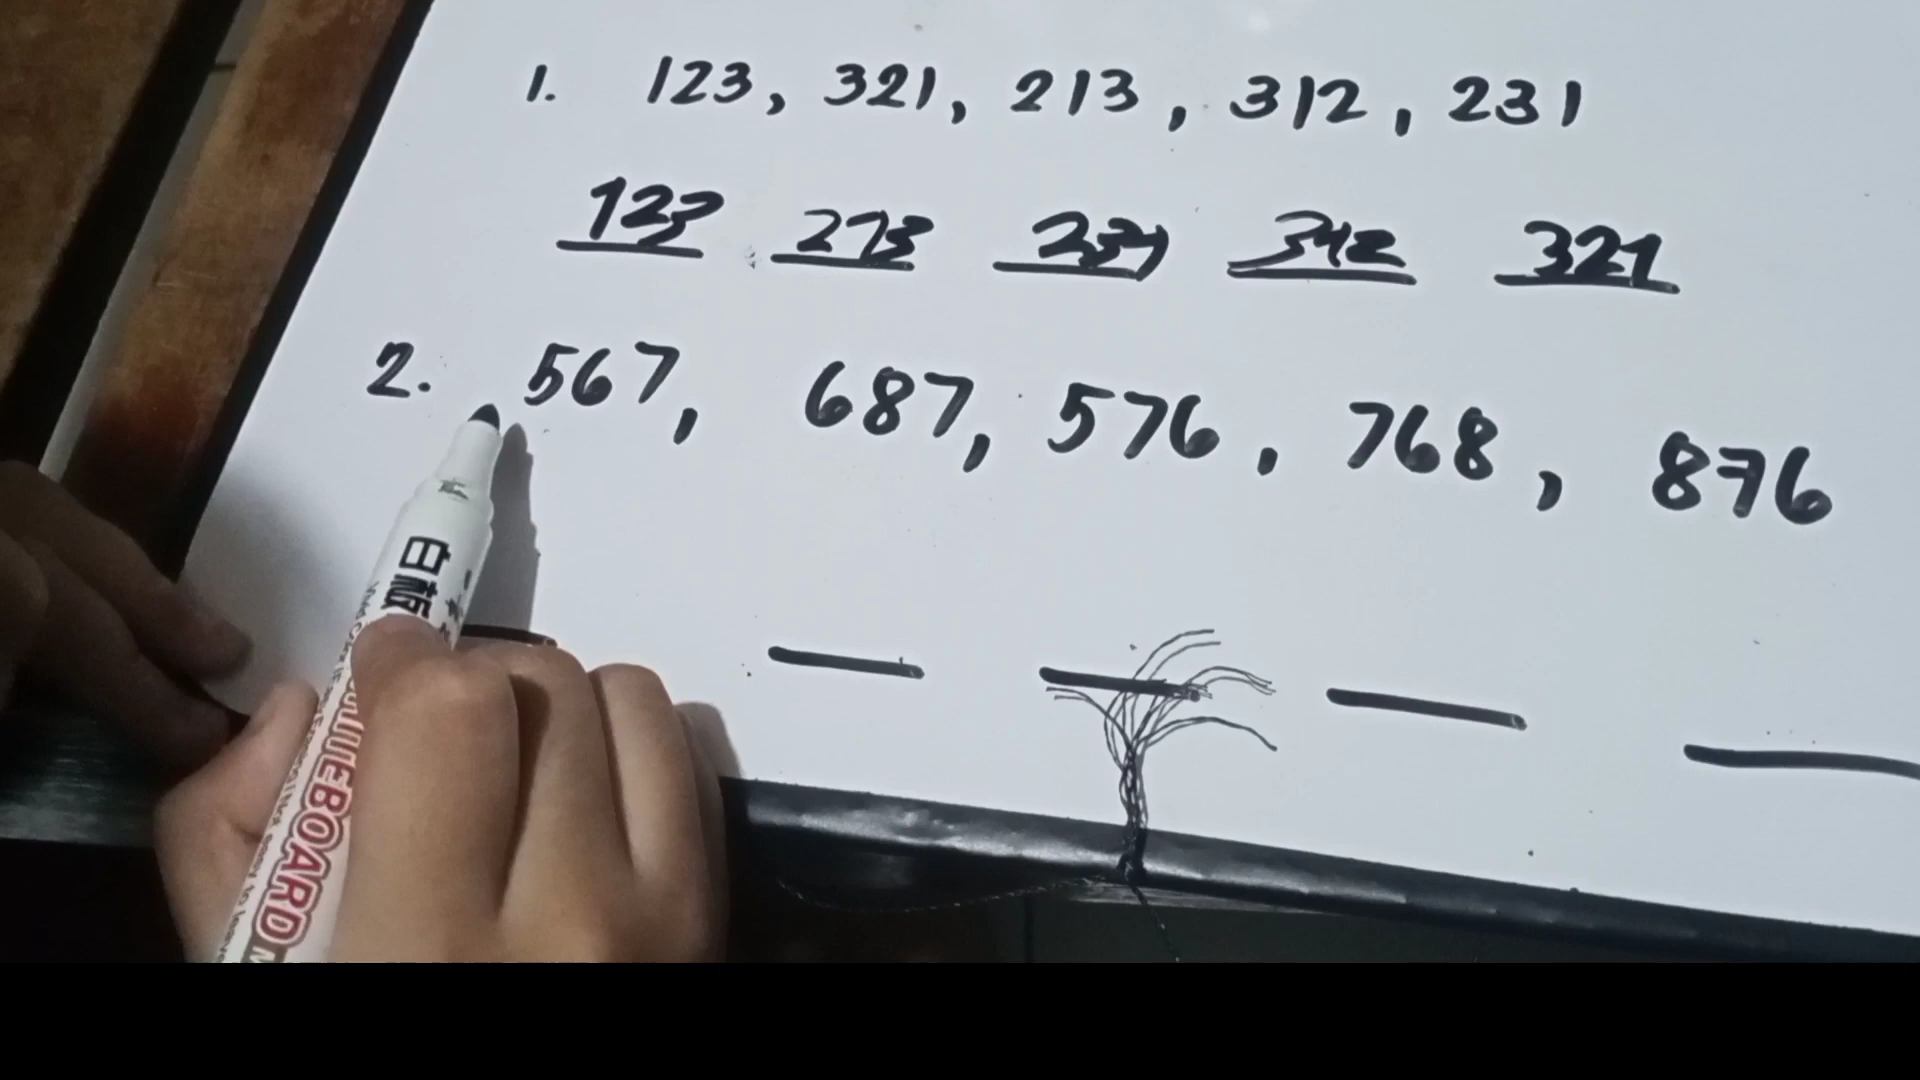 1. 123, 321, 213, 312, 231
123 213 231 312 321
2. 567, 687, 576, 768, 876
白板
WHITEBOARD